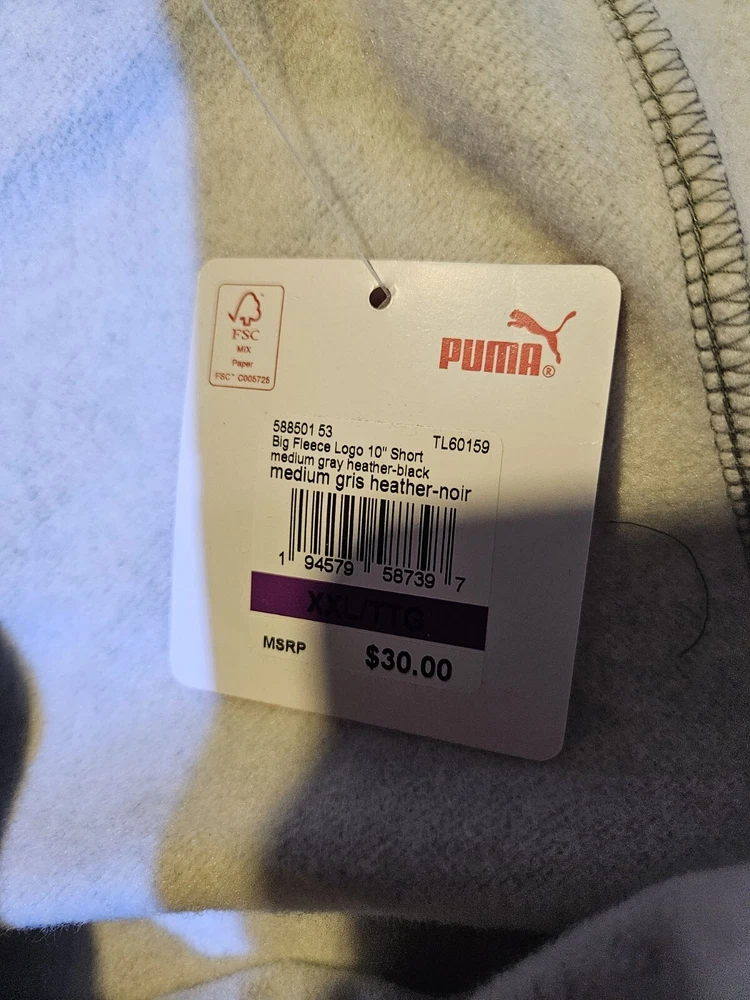 FSC
MIX
Paper
FSC™ C005725
PUMA®
588501 53
TL60159
Big Fleece Logo 10" Short
medium gray heather-black
medium gris heather-noir
1 94579 58739 7
XXL/TTG
MSRP $30.00